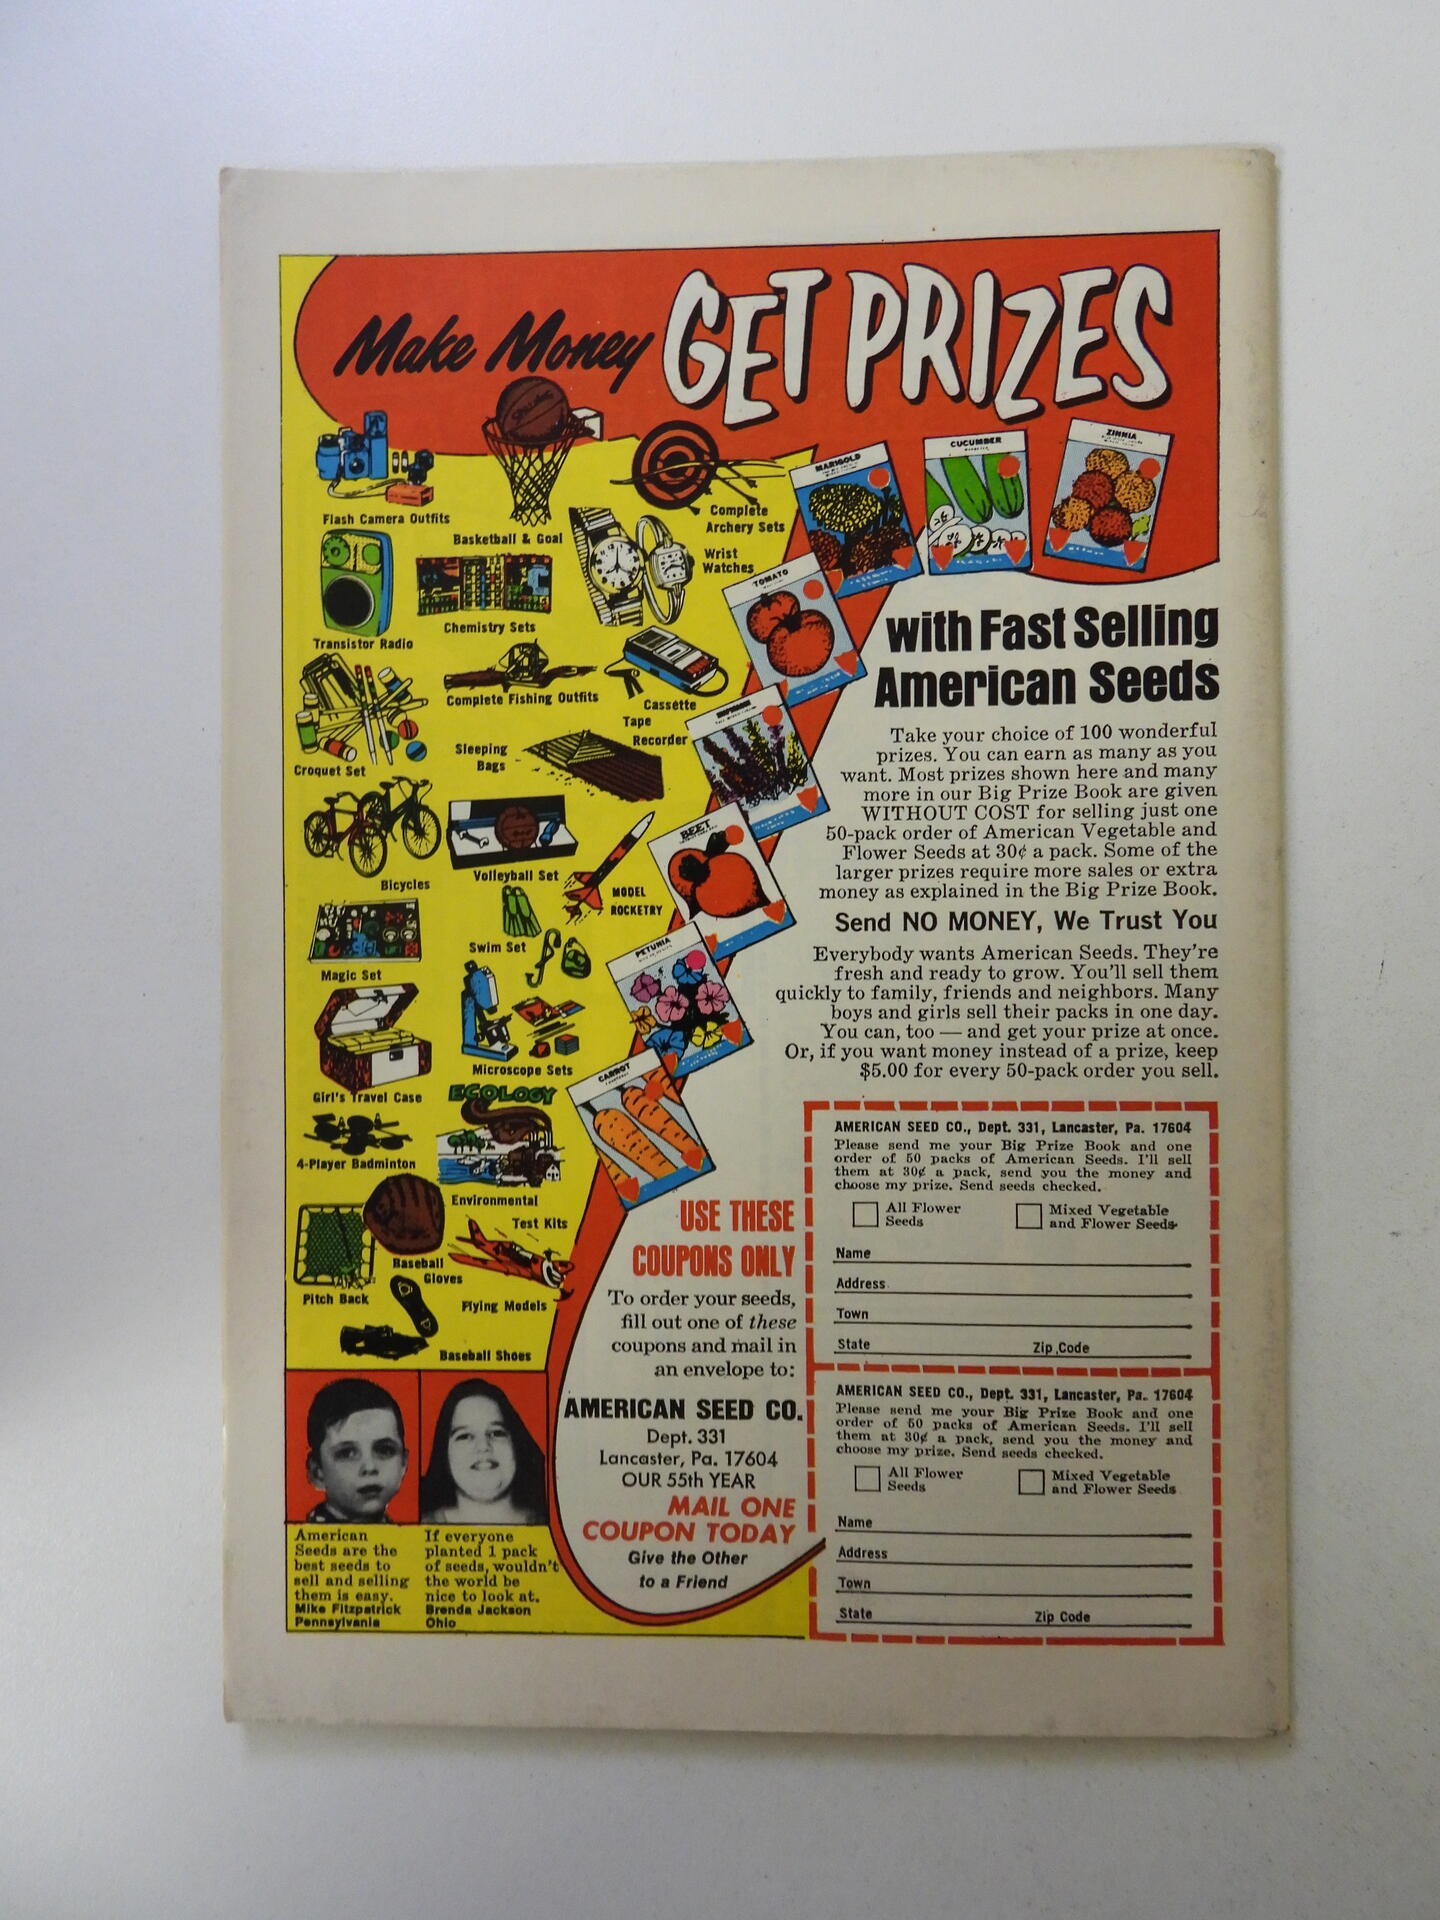 Make Money GET PRIZES
Spalding
Flash Camera Outfits
Basketball & Goal
Complete
Archery Sets
Wrist
Watches
Transistor Radio
Chemistry Sets
Complete Fishing Outfits
Cassette
Tape
Recorder
Croquet Set
Sleeping
Bags
Bicycles
Volleyball Set
MODEL
ROCKETRY
Swim Set
Magic Set
Microscope Sets
Girl's Travel Case
ECOLOGY
4-Player Badminton
Environmental
Test Kits
Baseball
Gloves
Pitch Back
Flying Models
Baseball Shoes
MARIGOLD
CUCUMBER
ZINNIA
TOMATO
BEET
PETUNIA
CARROT
with Fast Selling
American Seeds
Take your choice of 100 wonderful
prizes. You can earn as many as you
want. Most prizes shown here and many
more in our Big Prize Book are given
WITHOUT COST for selling just one
50-pack order of American Vegetable and
Flower Seeds at 30¢ a pack. Some of the
larger prizes require more sales or extra
money as explained in the Big Prize Book.
Send NO MONEY, We Trust You
Everybody wants American Seeds. They're
fresh and ready to grow. You'll sell them
quickly to family, friends and neighbors. Many
boys and girls sell their packs in one day.
You can, too — and get your prize at once.
Or, if you want money instead of a prize, keep
$5.00 for every 50-pack order you sell.
USE THESE
COUPONS ONLY
To order your seeds,
fill out one of these
coupons and mail in
an envelope to:
AMERICAN SEED CO.
Dept. 331
Lancaster, Pa. 17604
OUR 55th YEAR
MAIL ONE
COUPON TODAY
Give the Other
to a Friend
AMERICAN SEED CO., Dept. 331, Lancaster, Pa. 17604
Please send me your Big Prize Book and one
order of 50 packs of American Seeds. I'll sell
them at 30¢ a pack, send you the money and
choose my prize. Send seeds checked.
All Flower
Seeds
Mixed Vegetable
and Flower Seeds
Name
Address
Town
State Zip Code
AMERICAN SEED CO., Dept. 331, Lancaster, Pa. 17604
Please send me your Big Prize Book and one
order of 50 packs of American Seeds. I'll sell
them at 30¢ a pack, send you the money and
choose my prize. Send seeds checked.
All Flower
Seeds
Mixed Vegetable
and Flower Seeds
Name
Address
Town
State Zip Code
American
Seeds are the
best seeds to
sell and selling
them is easy.
Mike Fitzpatrick
Pennsylvania
If everyone
planted 1 pack
of seeds, wouldn't
the world be
nice to look at.
Brenda Jackson
Ohio